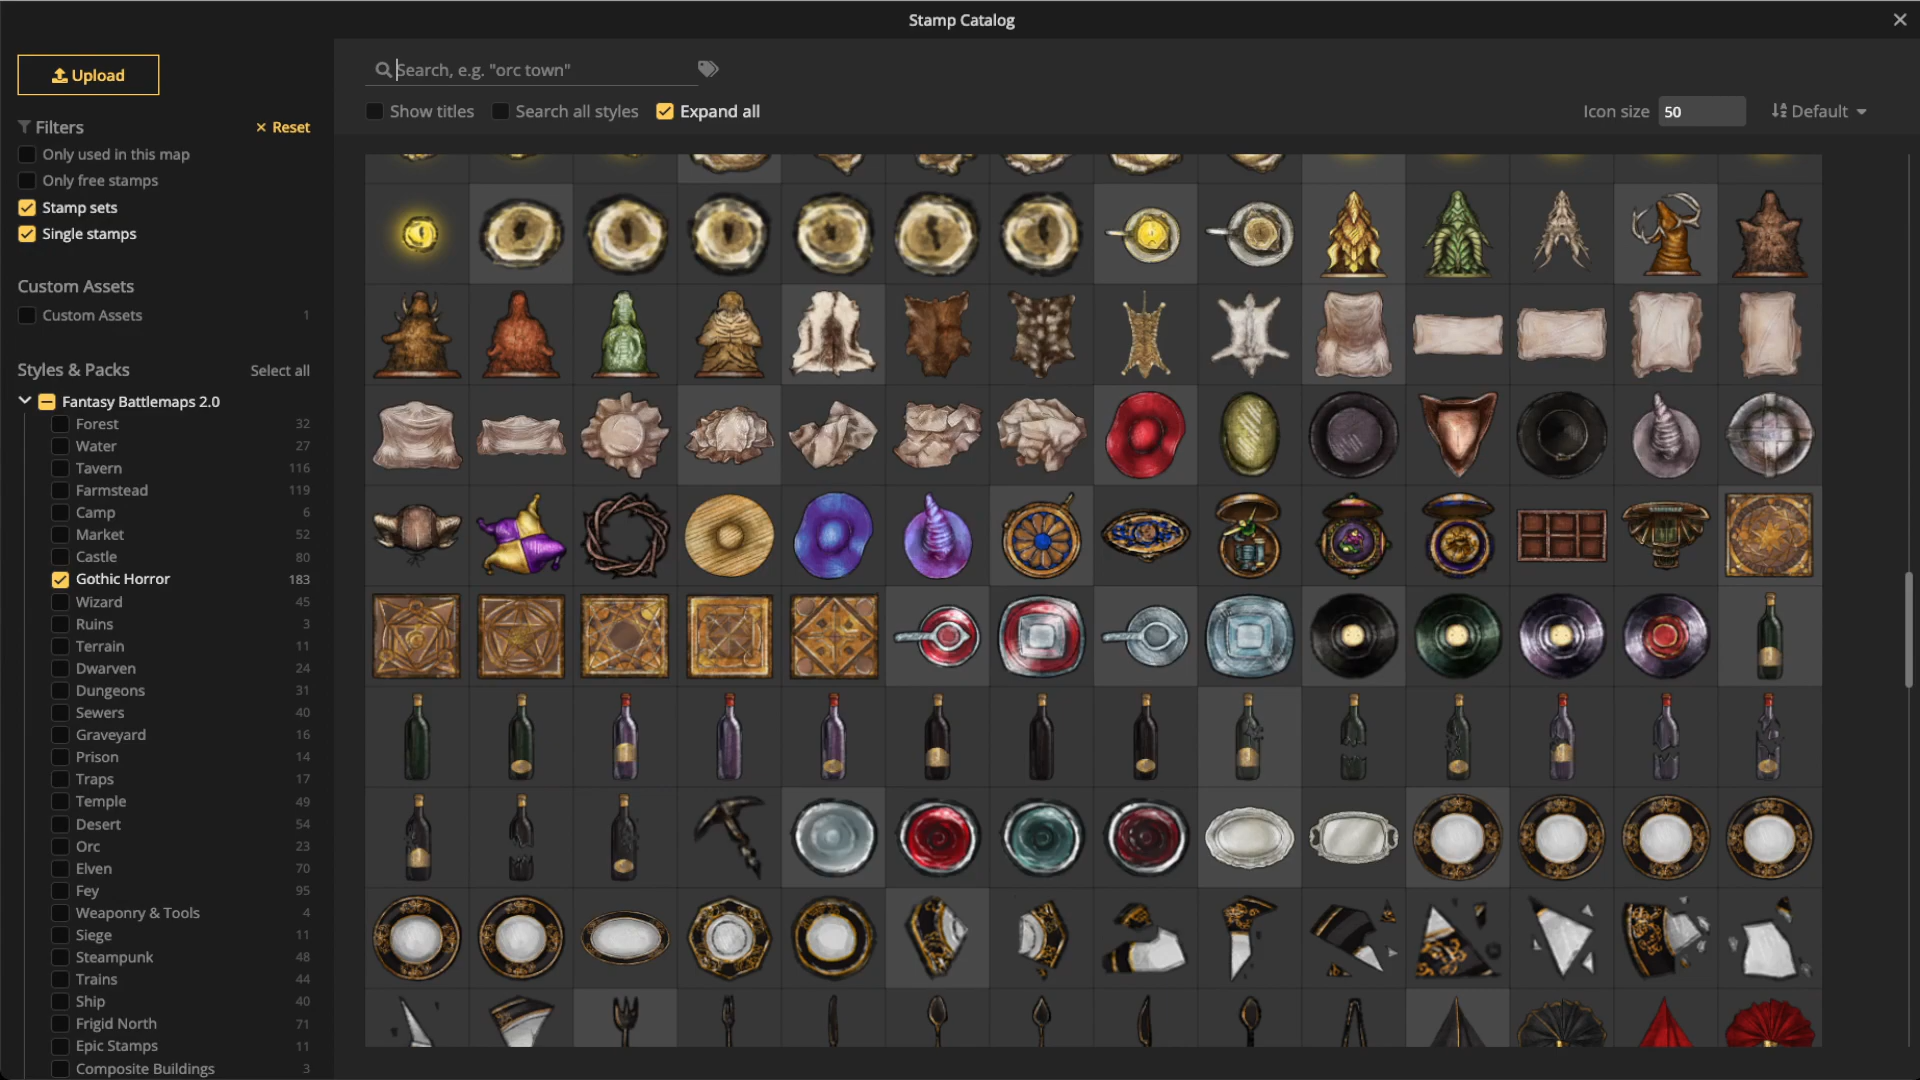 Stamp Catalog
Upload
Search, e.g. "orc town"
Show titles
Search all styles
Expand all
Icon size
50
Default
Filters
Reset
Only used in this map
Only free stamps
Stamp sets
Single stamps
Custom Assets
Custom Assets 1
Styles & Packs Select all
Fantasy Battlemaps 2.0
Forest 32
Water 27
Tavern 116
Farmstead 119
Camp 6
Market 52
Castle 80
Gothic Horror 183
Wizard 45
Ruins 3
Terrain 11
Dwarven 24
Dungeons 31
Sewers 40
Graveyard 16
Prison 14
Traps 17
Temple 49
Desert 54
Orc 23
Elven 70
Fey 95
Weaponry & Tools 4
Siege 11
Steampunk 48
Trains 44
Ship 40
Frigid North 71
Epic Stamps 11
Composite Buildings 3